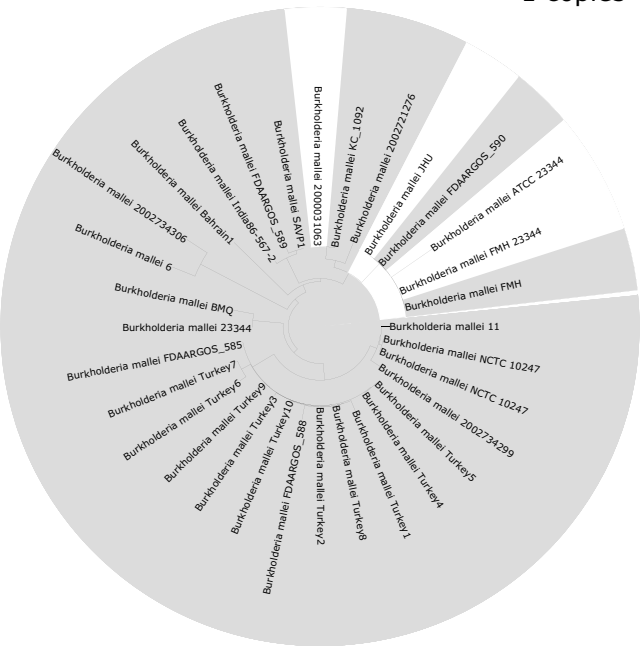 Burkholderia mallei 2000031063
Burkholderia mallei KC_1092
Burkholderia mallei 2002721276
Burkholderia mallei JHU
Burkholderia mallei FDAARGOS_590
Burkholderia mallei ATCC 23344
Burkholderia mallei FMH 23344
Burkholderia mallei FMH
Burkholderia mallei 11
Burkholderia mallei NCTC 10247
Burkholderia mallei NCTC 10247
Burkholderia mallei 2002734299
Burkholderia mallei Turkey5
Burkholderia mallei Turkey4
Burkholderia mallei Turkey1
Burkholderia mallei Turkey8
Burkholderia mallei Turkey2
Burkholderia mallei FDAARGOS_588
Burkholderia mallei Turkey10
Burkholderia mallei Turkey3
Burkholderia mallei Turkey9
Burkholderia mallei Turkey6
Burkholderia mallei Turkey7
Burkholderia mallei FDAARGOS_585
Burkholderia mallei 23344
Burkholderia mallei BMQ
Burkholderia mallei 6
Burkholderia mallei 2002734306
Burkholderia mallei Bahrain1
Burkholderia mallei India86-567-2
Burkholderia mallei FDAARGOS_589
Burkholderia mallei SAVP1